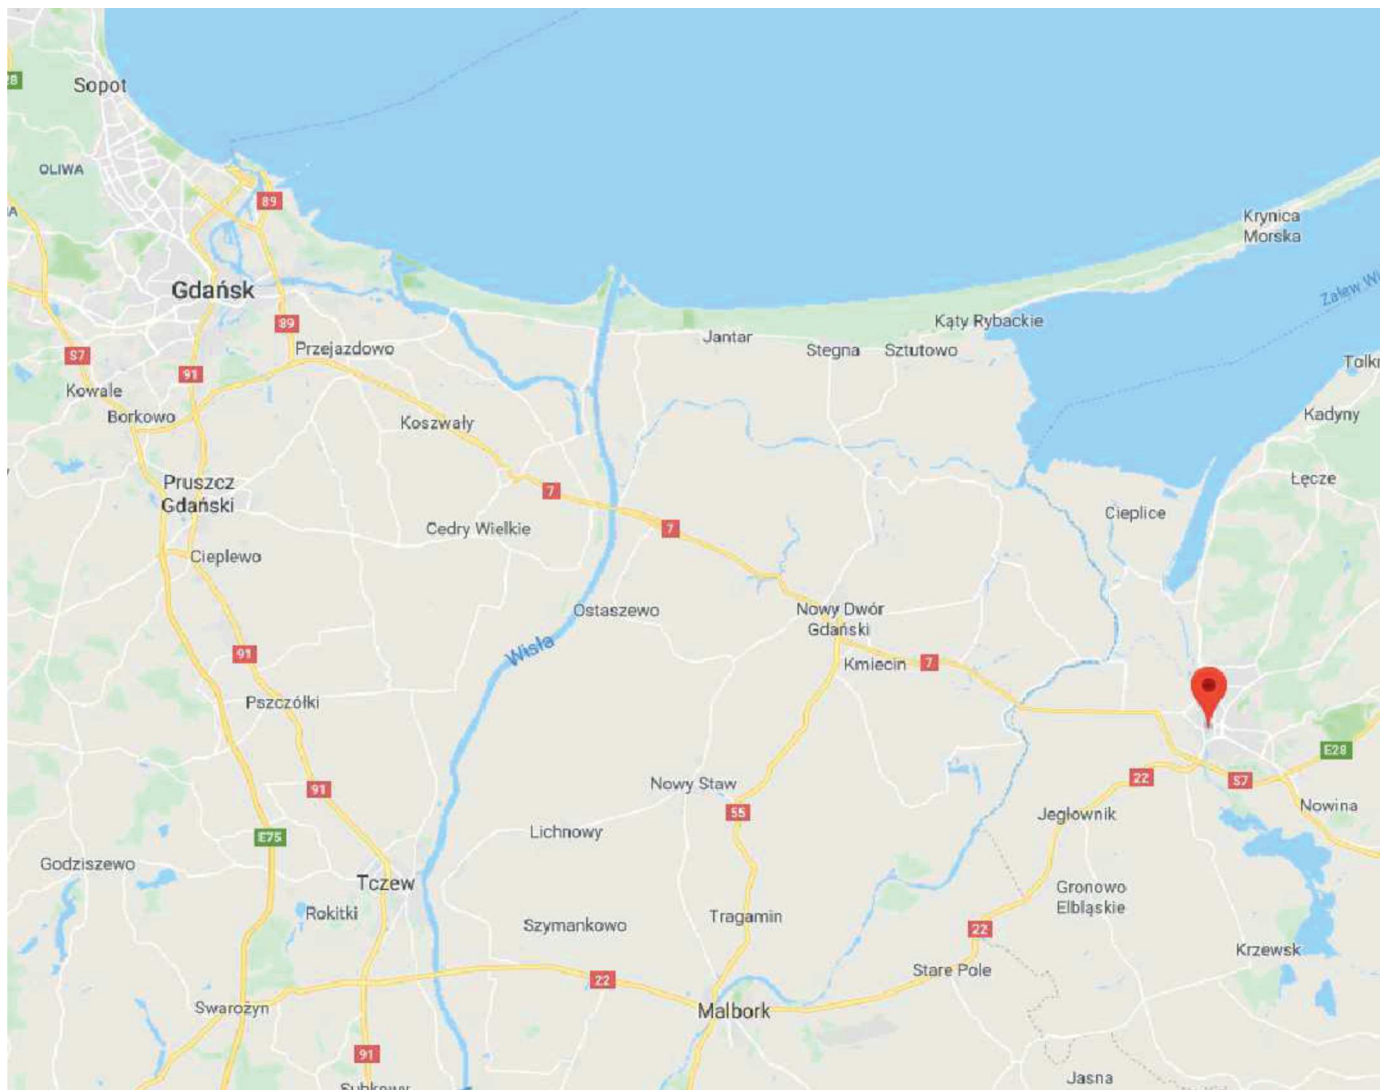 Sopot
2B
OLIWA
89
Krynica
Morska
A
Zalew Wi
Gdańsk
89
Kąty Rybackie
Jantar
Przejazdowo
Stegna
Sztutowo
S7
Tolki
91
Kowale
Kadyny
Borkowo
Koszwały
Łęcze
Pruszcz
Gdański
7
Cieplice
Cedry Wielkie
7
Cieplewo
Ostaszewo
Nowy Dwór
Gdański
Wisła
91
Kmiecin
7
Pszczółki
E28
22
S7
Nowy Staw
91
Nowina
55
Jegłownik
Lichnowy
E75
Godziszewo
Tczew
Gronowo
Elbląskie
Rokitki
Tragamin
Szymankowo
22
Krzewsk
Stare Pole
22
Swarożyn
Malbork
91
Jasna
Subkowy